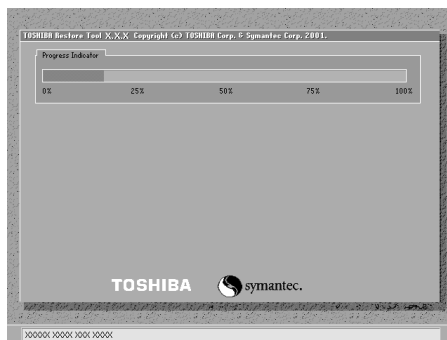 TOSHIBA Restore Tool X.X.X Copyright (c) TOSHIBA Corp. & Symantec Corp. 2001.
Progress Indicator
0% 25% 50% 75% 100%
TOSHIBA symantec.
XXXXX XXXX XXX XXXX